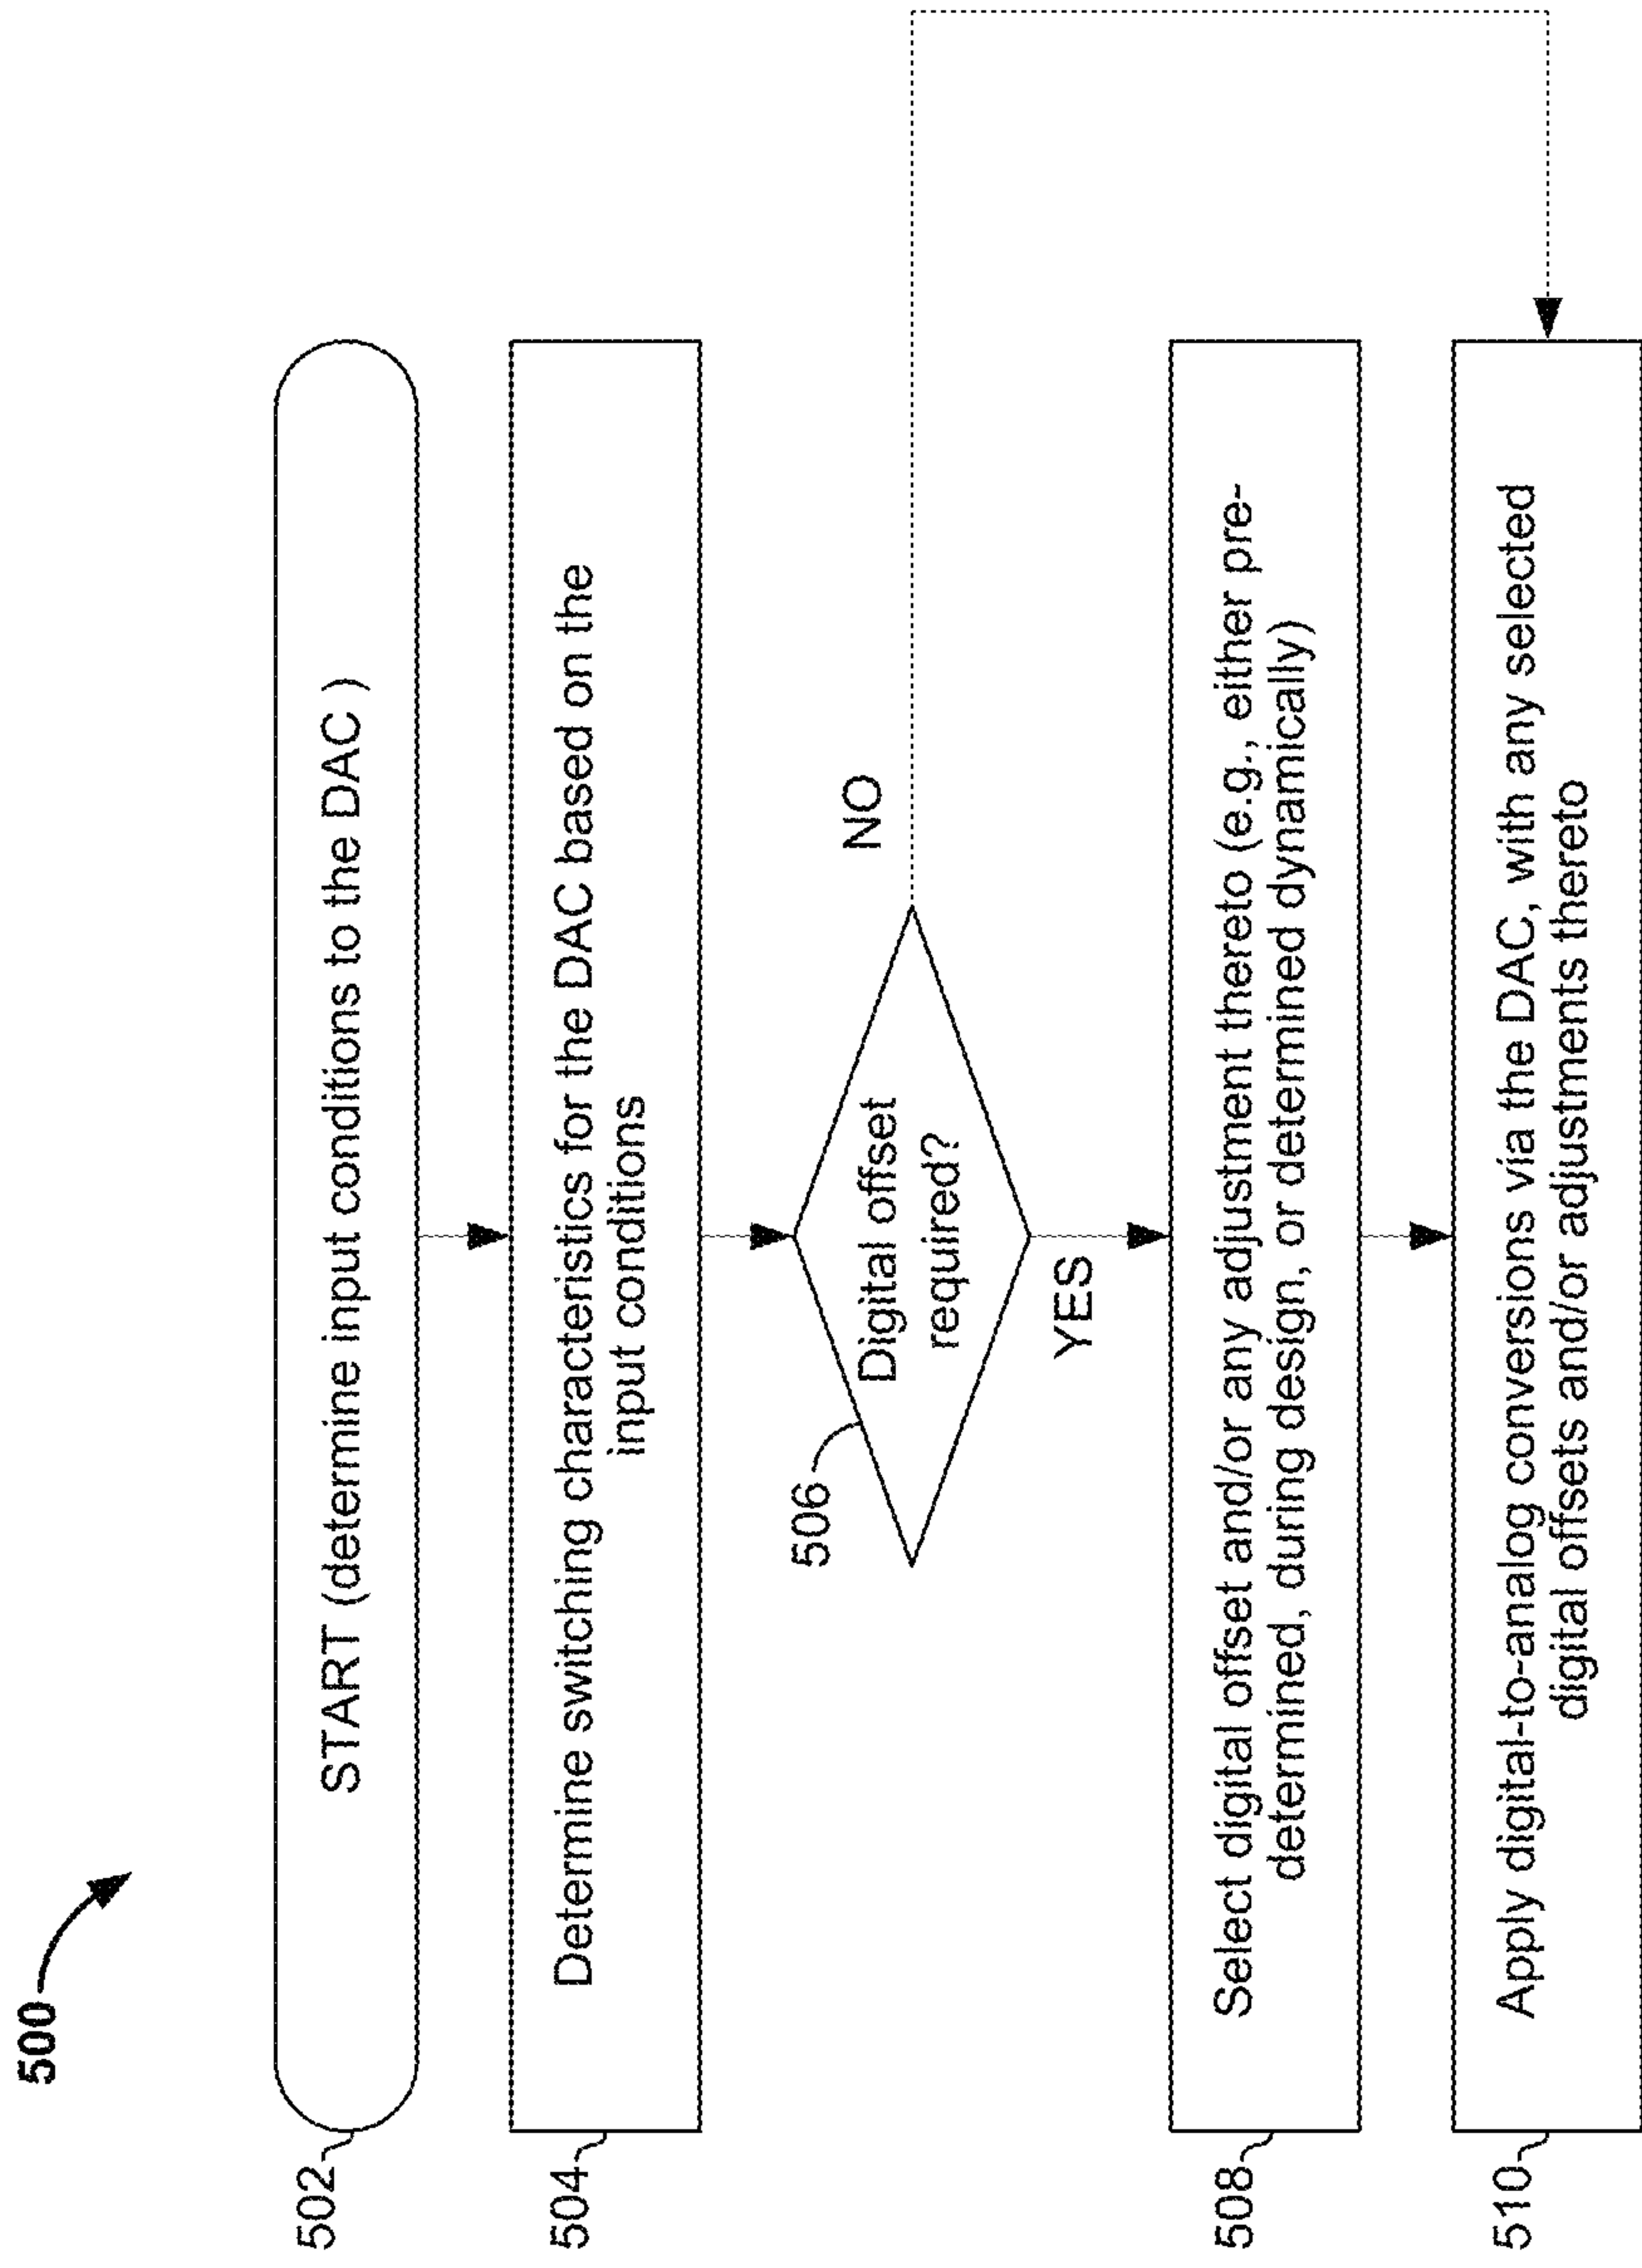 500
502
START (determine input conditions to the DAC )
504
Determine switching characteristics for the DAC based on the
input conditions
506
Digital offset
required?
NO
YES
508
Select digital offset and/or any adjustment thereto (e.g., either pre-
determined, during design, or determined dynamically)
510
Apply digital-to-analog conversions via the DAC, with any selected
digital offsets and/or adjustments thereto